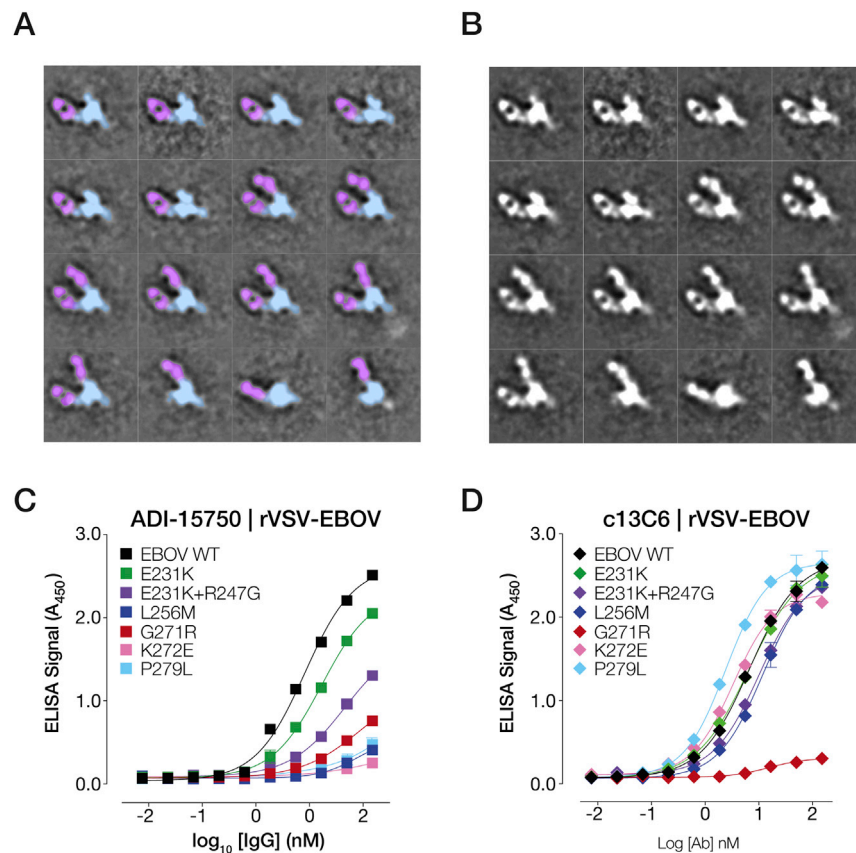 A
B
C
ADI-15750 | rVSV-EBOV
3.0
2.0
1.0
0.0
ELISA Signal (A450)
EBOV WT
E231K
E231K+R247G
L256M
G271R
K272E
P279L
-2
-1
0
0
2
log10 [IgG] (nM)
D
c13C6 | rVSV-EBOV
3.0
2.0
1.0
0.0
ELISA Signal (A450)
EBOV WT
E231K
E231K+R247G
L256M
G271R
K272E
P279L
-2
-1
0
1
2
Log [Ab] nM